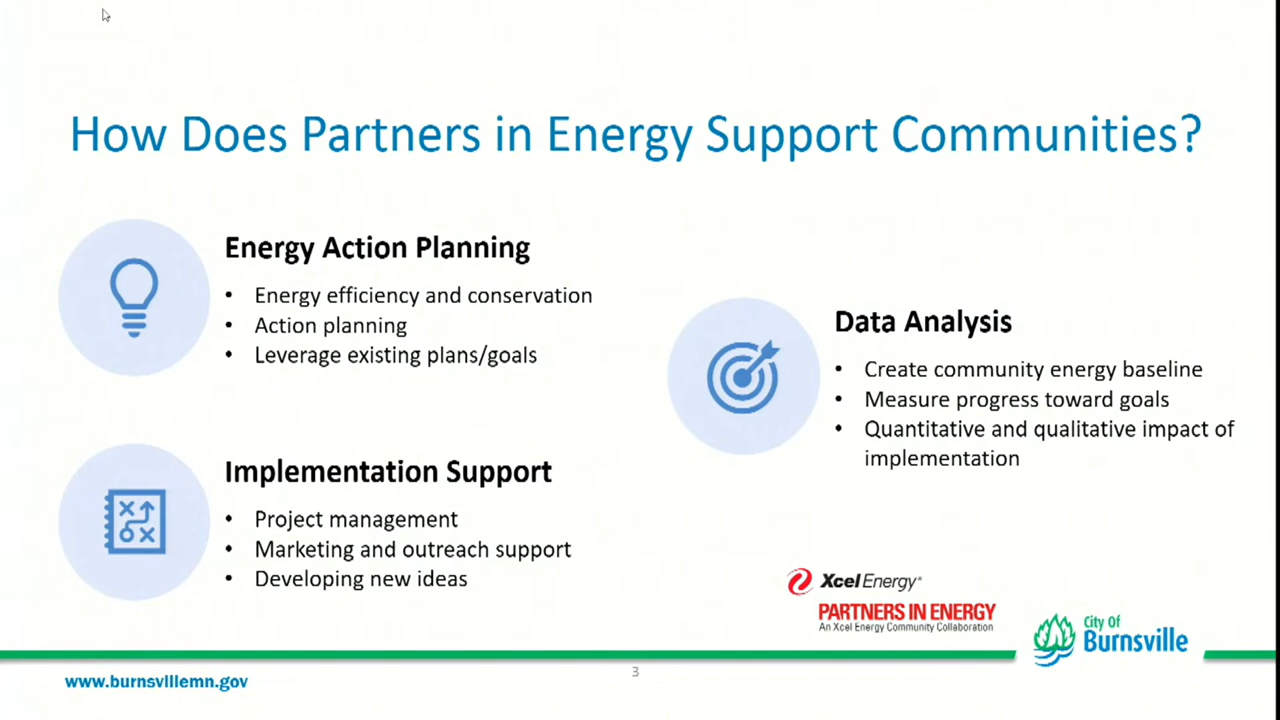 How Does Partners in Energy Support Communities?
Energy Action Planning
• Energy efficiency and conservation
• Action planning
• Leverage existing plans/goals
Implementation Support
• Project management
• Marketing and outreach support
• Developing new ideas
Data Analysis
• Create community energy baseline
• Measure progress toward goals
• Quantitative and qualitative impact of
implementation
Xcel Energy®
PARTNERS IN ENERGY
An Xcel Energy Community Collaboration
City Of
Burnsville
www.burnsvillemn.gov
3